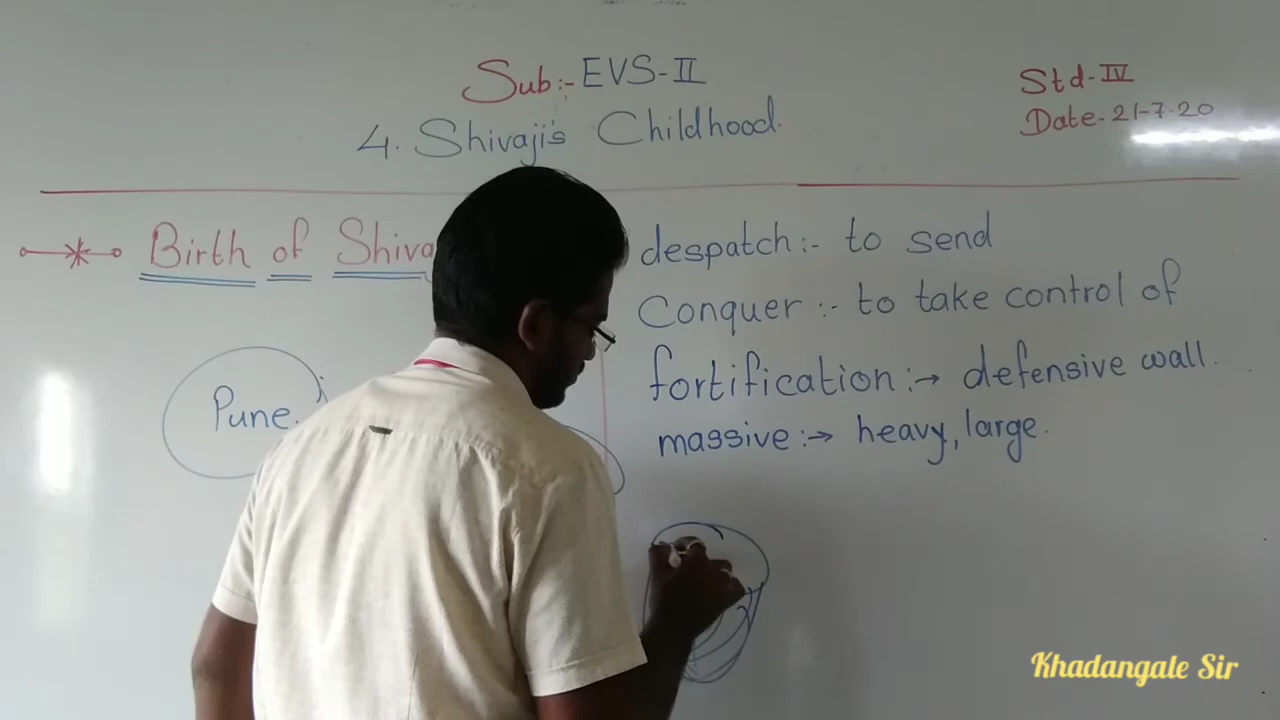 Sub:- EVS-II
Std-IV
4. Shivaji's Childhood.
Date-21-7-20
Birth of Shiva
despatch:- to send
Conquer :- to take control of
fortification:→ defensive wall.
Pune.
massive:→ heavy, large.
Khadangale Sir